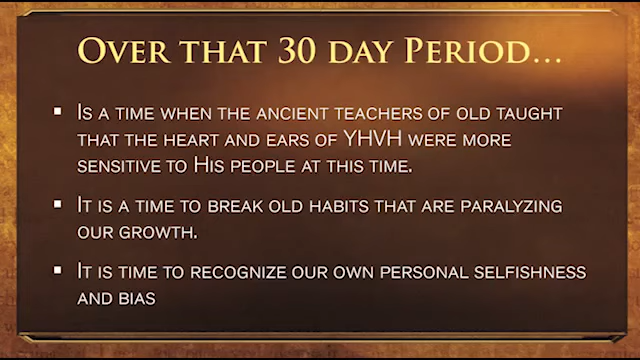 OVER THAT 30 DAY PERIOD...
▪ IS A TIME WHEN THE ANCIENT TEACHERS OF OLD TAUGHT
THAT THE HEART AND EARS OF YHVH WERE MORE
SENSITIVE TO HIS PEOPLE AT THIS TIME.
▪ IT IS A TIME TO BREAK OLD HABITS THAT ARE PARALYZING
OUR GROWTH.
▪ IT IS TIME TO RECOGNIZE OUR OWN PERSONAL SELFISHNESS
AND BIAS